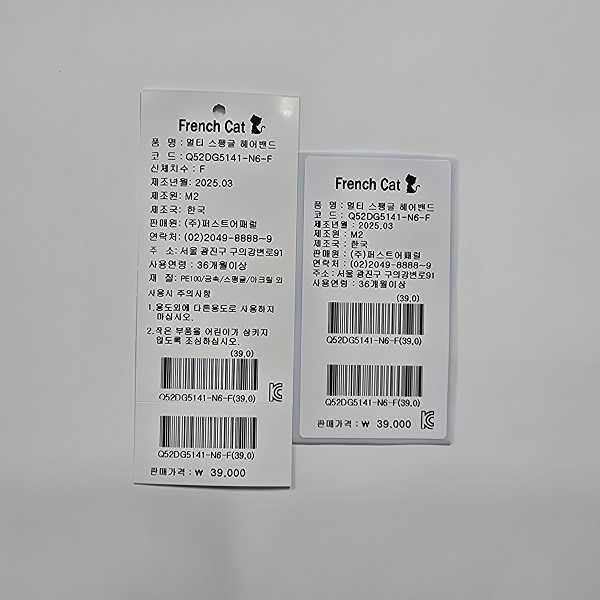 French Cat
품 명 : 멀티 스팽글 헤어밴드
코 드 : Q52DG5141-N6-F
신체치수 : F
제조년월: 2025.03
제조원: M2
제조국: 한국
판매원: (주)퍼스트어패럴
연락처: (02)2049-8888~9
주 소: 서울 광진구 구의강변로91
사용연령 : 36개월이상
재 질: PE100/금속/스팽글/아크릴 외
사용시 주의사항
1.용도외에 다른용도로 사용하지
마십시오.
2.작은 부품을 어린이가 삼키지
않도록 조심하십시오.
(39,0)
Q52DG5141-N6-F(39,0)
Q52DG5141-N6-F(39,0)
판매가격 : ₩ 39,000
French Cat
품 명 : 멀티 스팽글 헤어밴드
코 드 : Q52DG5141-N6-F
제조년월 : 2025.03
제조원 : M2
제조국 : 한국
판매원 : (주)퍼스트어패럴
연락처 : (02)2049-8888~9
주소 : 서울 광진구 구의강변로91
사용연령 : 36개월이상
(39,0)
Q52DG5141-N6-F(39,0)
Q52DG5141-N6-F(39,0)
판매가격 : ₩ 39,000